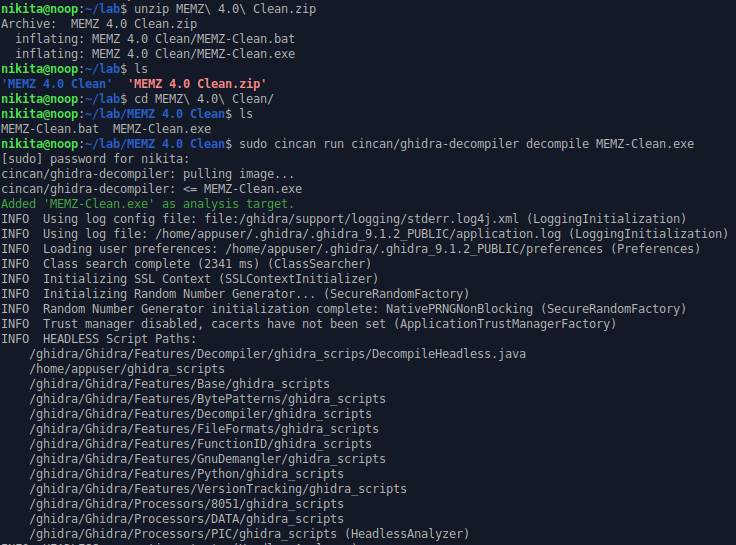 nikita@noop:~/lab$ unzip MEMZ\ 4.0\ Clean.zip
Archive:  MEMZ 4.0 Clean.zip
  inflating: MEMZ 4.0 Clean/MEMZ-Clean.bat
  inflating: MEMZ 4.0 Clean/MEMZ-Clean.exe
nikita@noop:~/lab$ ls
'MEMZ 4.0 Clean'  'MEMZ 4.0 Clean.zip'
nikita@noop:~/lab$ cd MEMZ\ 4.0\ Clean/
nikita@noop:~/lab/MEMZ 4.0 Clean$ ls
MEMZ-Clean.bat  MEMZ-Clean.exe
nikita@noop:~/lab/MEMZ 4.0 Clean$ sudo cincan run cincan/ghidra-decompiler decompile MEMZ-Clean.exe
[sudo] password for nikita:
cincan/ghidra-decompiler: pulling image...
cincan/ghidra-decompiler: <= MEMZ-Clean.exe
Added 'MEMZ-Clean.exe' as analysis target.
INFO  Using log config file: file:/ghidra/support/logging/stderr.log4j.xml (LoggingInitialization)
INFO  Using log file: /home/appuser/.ghidra/.ghidra_9.1.2_PUBLIC/application.log (LoggingInitialization)
INFO  Loading user preferences: /home/appuser/.ghidra/.ghidra_9.1.2_PUBLIC/preferences (Preferences)
INFO  Class search complete (2341 ms) (ClassSearcher)
INFO  Initializing SSL Context (SSLContextInitializer)
INFO  Initializing Random Number Generator... (SecureRandomFactory)
INFO  Random Number Generator initialization complete: NativePRNGNonBlocking (SecureRandomFactory)
INFO  Trust manager disabled, cacerts have not been set (ApplicationTrustManagerFactory)
INFO  HEADLESS Script Paths:
    /ghidra/Ghidra/Features/Decompiler/ghidra_scrips/DecompileHeadless.java
    /home/appuser/ghidra_scripts
    /ghidra/Ghidra/Features/Base/ghidra_scripts
    /ghidra/Ghidra/Features/BytePatterns/ghidra_scripts
    /ghidra/Ghidra/Features/Decompiler/ghidra_scripts
    /ghidra/Ghidra/Features/FileFormats/ghidra_scripts
    /ghidra/Ghidra/Features/FunctionID/ghidra_scripts
    /ghidra/Ghidra/Features/GnuDemangler/ghidra_scripts
    /ghidra/Ghidra/Features/Python/ghidra_scripts
    /ghidra/Ghidra/Features/VersionTracking/ghidra_scripts
    /ghidra/Ghidra/Processors/8051/ghidra_scripts
    /ghidra/Ghidra/Processors/DATA/ghidra_scripts
    /ghidra/Ghidra/Processors/PIC/ghidra_scripts (HeadlessAnalyzer)